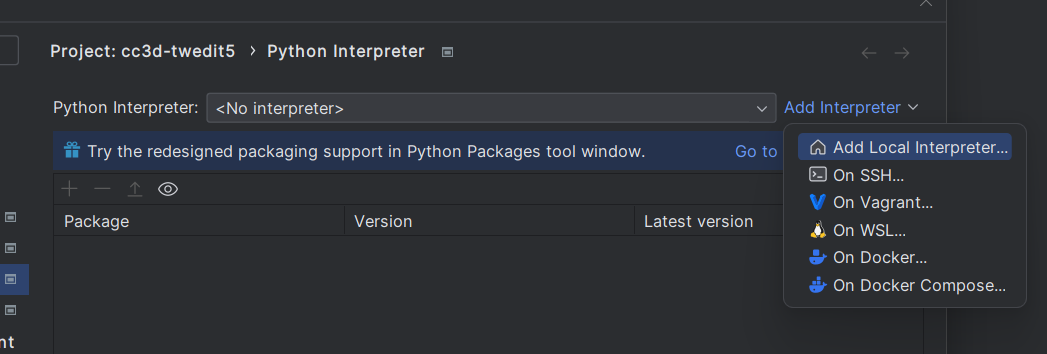 Project: cc3d-twedit5 › Python Interpreter
Python Interpreter: <No interpreter> Add Interpreter
Try the redesigned packaging support in Python Packages tool window. Go to
Package Version Latest version
Add Local Interpreter...
On SSH...
On Vagrant...
On WSL...
On Docker...
On Docker Compose...
nt